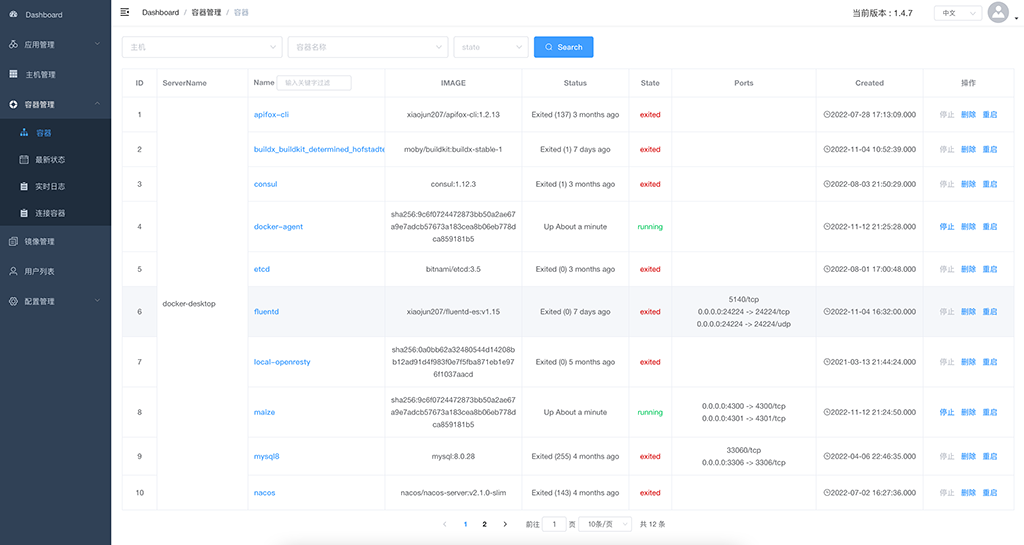 Dashboard
应用管理
主机管理
容器管理
容器
最新状态
实时日志
连接容器
镜像管理
用户列表
配置管理
Dashboard / 容器管理 / 容器
当前版本 : 1.4.7
中文
主机
容器名称
state
Search
ID ServerName Name 输入关键字过滤 IMAGE Status State Ports Created 操作
docker-desktop
1 apifox-cli xiaojun207/apifox-cli:1.2.13 Exited (137) 3 months ago exited 2022-07-28 17:13:09.000 停止 删除 重启
2 buildx_buildkit_determined_hofstadte moby/buildkit:buildx-stable-1 Exited (1) 7 days ago exited 2022-11-04 10:52:39.000 停止 删除 重启
3 consul consul:1.12.3 Exited (1) 3 months ago exited 2022-08-03 21:50:29.000 停止 删除 重启
sha256:9c6f0724472873bb50a2ae67
4 docker-agent a9e7adcb57673a183cea8b06eb778d Up About a minute running 2022-11-12 21:25:28.000 停止 删除 重启
ca859181b5
5 etcd bitnami/etcd:3.5 Exited (0) 3 months ago exited 2022-08-01 17:00:48.000 停止 删除 重启
5140/tcp
6 fluentd xiaojun207/fluentd-es:v1.15 Exited (0) 7 days ago exited 0.0.0.0:24224 -> 24224/tcp 2022-11-04 16:32:00.000 停止 删除 重启
0.0.0.0:24224 -> 24224/udp
sha256:0a0bb62a32480544d14208b
7 local-openresty b12ad91d4f983f0e7f5fba871eb1e97 Exited (0) 5 months ago exited 2021-03-13 21:44:24.000 停止 删除 重启
6f1037aacd
sha256:9c6f0724472873bb50a2ae67
8 maize a9e7adcb57673a183cea8b06eb778d Up About a minute running 0.0.0.0:4300 -> 4300/tcp 2022-11-12 21:24:50.000 停止 删除 重启
ca859181b5 0.0.0.0:4301 -> 4301/tcp
33060/tcp
9 mysql8 mysql:8.0.28 Exited (255) 4 months ago exited 0.0.0.0:3306 -> 3306/tcp 2022-04-06 22:46:35.000 停止 删除 重启
10 nacos nacos/nacos-server:v2.1.0-slim Exited (143) 4 months ago exited 2022-07-02 16:27:36.000 停止 删除 重启
1 2 前往 1 页 10条/页 共 12 条